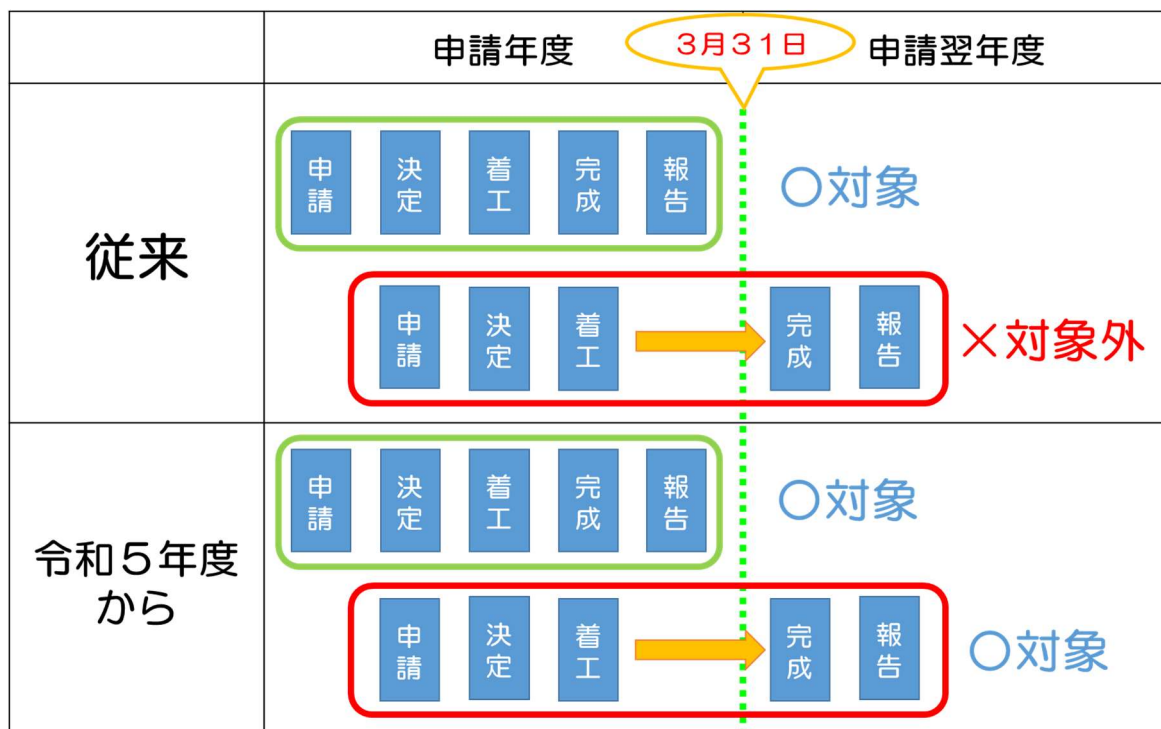 申請年度
３月３１日
申請翌年度
従来
申請
決定
着工
完成
報告
〇対象
申請
決定
着工
完成
報告
×対象外
令和５年度
から
申請
決定
着工
完成
報告
〇対象
申請
決定
着工
完成
報告
〇対象